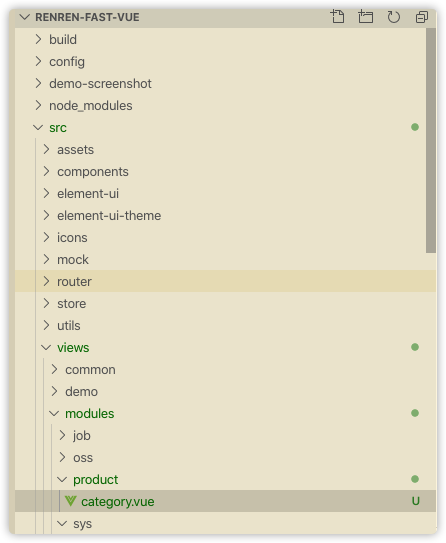 RENREN-FAST-VUE
build
config
demo-screenshot
node_modules
src
assets
components
element-ui
element-ui-theme
icons
mock
router
store
utils
views
common
demo
modules
job
oss
product
category.vue U
sys